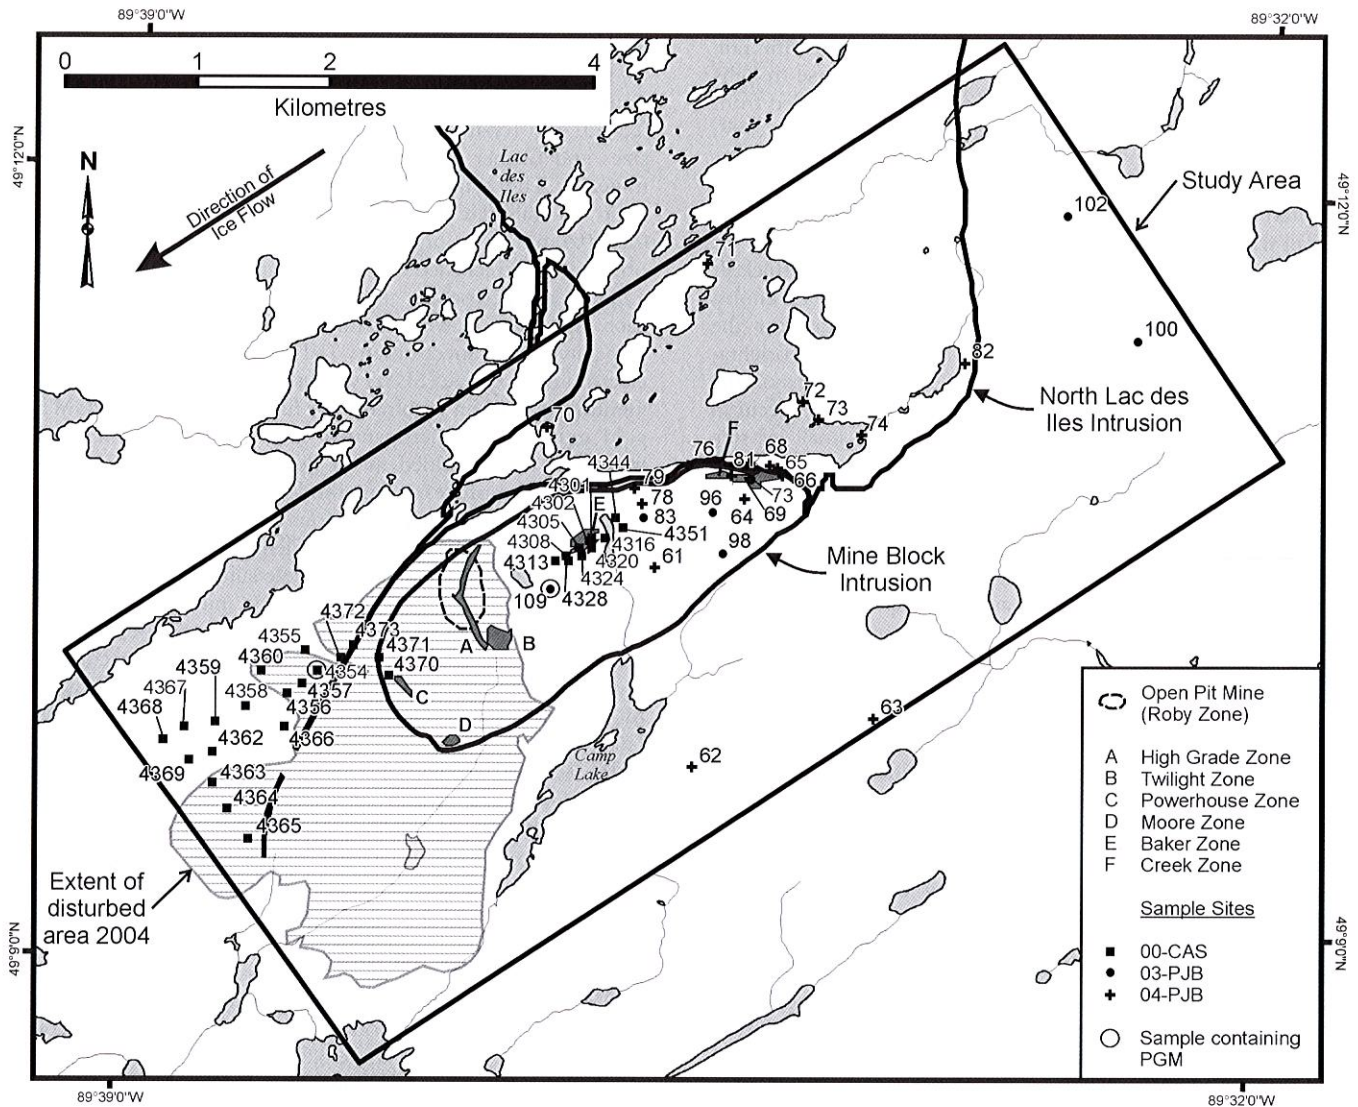 89°39'0"W
89°32'0"W
0 1 2 4
Kilometres
49°12'0"N
N
Direction of
Ice Flow
Lac
des
Iles
Study Area
102
49°12'0"N
71
100
82
North Lac des
Iles Intrusion
72
73
74
70
F
76
81
68
65
66
4344
79
4301
78
96
73
4302
E
83
64
69
4305
4351
98
4308
4316
4313
4320
61
4324
Mine Block
Intrusion
109
4328
4372
4373
4355
4371
A
B
4360
4354
4370
4359
4357
C
4367
4358
4356
4368
D
63
4366
4362
62
Camp
Lake
4369
4363
4364
4365
Extent of
disturbed
area 2004
Open Pit Mine
(Roby Zone)
A High Grade Zone
B Twilight Zone
C Powerhouse Zone
D Moore Zone
E Baker Zone
F Creek Zone
Sample Sites
00-CAS
03-PJB
04-PJB
Sample containing
PGM
49°9'0"N
49°9'0"N
89°39'0"W
89°32'0"W